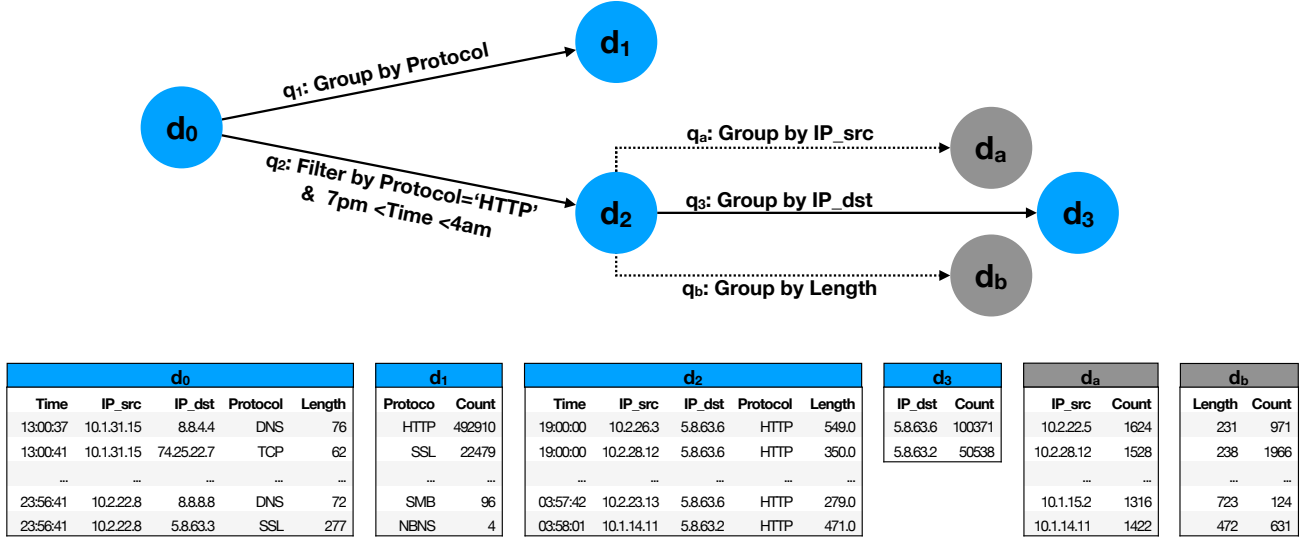 d1
q1: Group by Protocol
d0
qa: Group by IP_src
da
q2: Filter by Protocol=‘HTTP’
& 7pm <Time <4am
d2
q3: Group by IP_dst
d3
qb: Group by Length
db
d0
Time IP_src IP_dst Protocol Length
13:00:37 10.1.31.15 8.8.4.4 DNS 76
13:00:41 10.1.31.15 74.25.22.7 TCP 62
... ... ... ... ...
23:56:41 10.2.22.8 8.8.8.8 DNS 72
23:56:41 10.2.22.8 5.8.63.3 SSL 277
d1
Protoco Count
HTTP 492910
SSL 22479
... ...
SMB 96
NBNS 4
d2
Time IP_src IP_dst Protocol Length
19:00:00 10.2.26.3 5.8.63.6 HTTP 549.0
19:00:00 10.2.28.12 5.8.63.6 HTTP 350.0
... ... ... ... ...
03:57:42 10.2.23.13 5.8.63.6 HTTP 279.0
03:58:01 10.1.14.11 5.8.63.2 HTTP 471.0
d3
IP_dst Count
5.8.63.6 100371
5.8.63.2 50538
da
IP_src Count
10.2.22.5 1624
10.2.28.12 1528
... ...
10.1.15.2 1316
10.1.14.11 1422
db
Length Count
231 971
238 1966
... ...
723 124
472 631